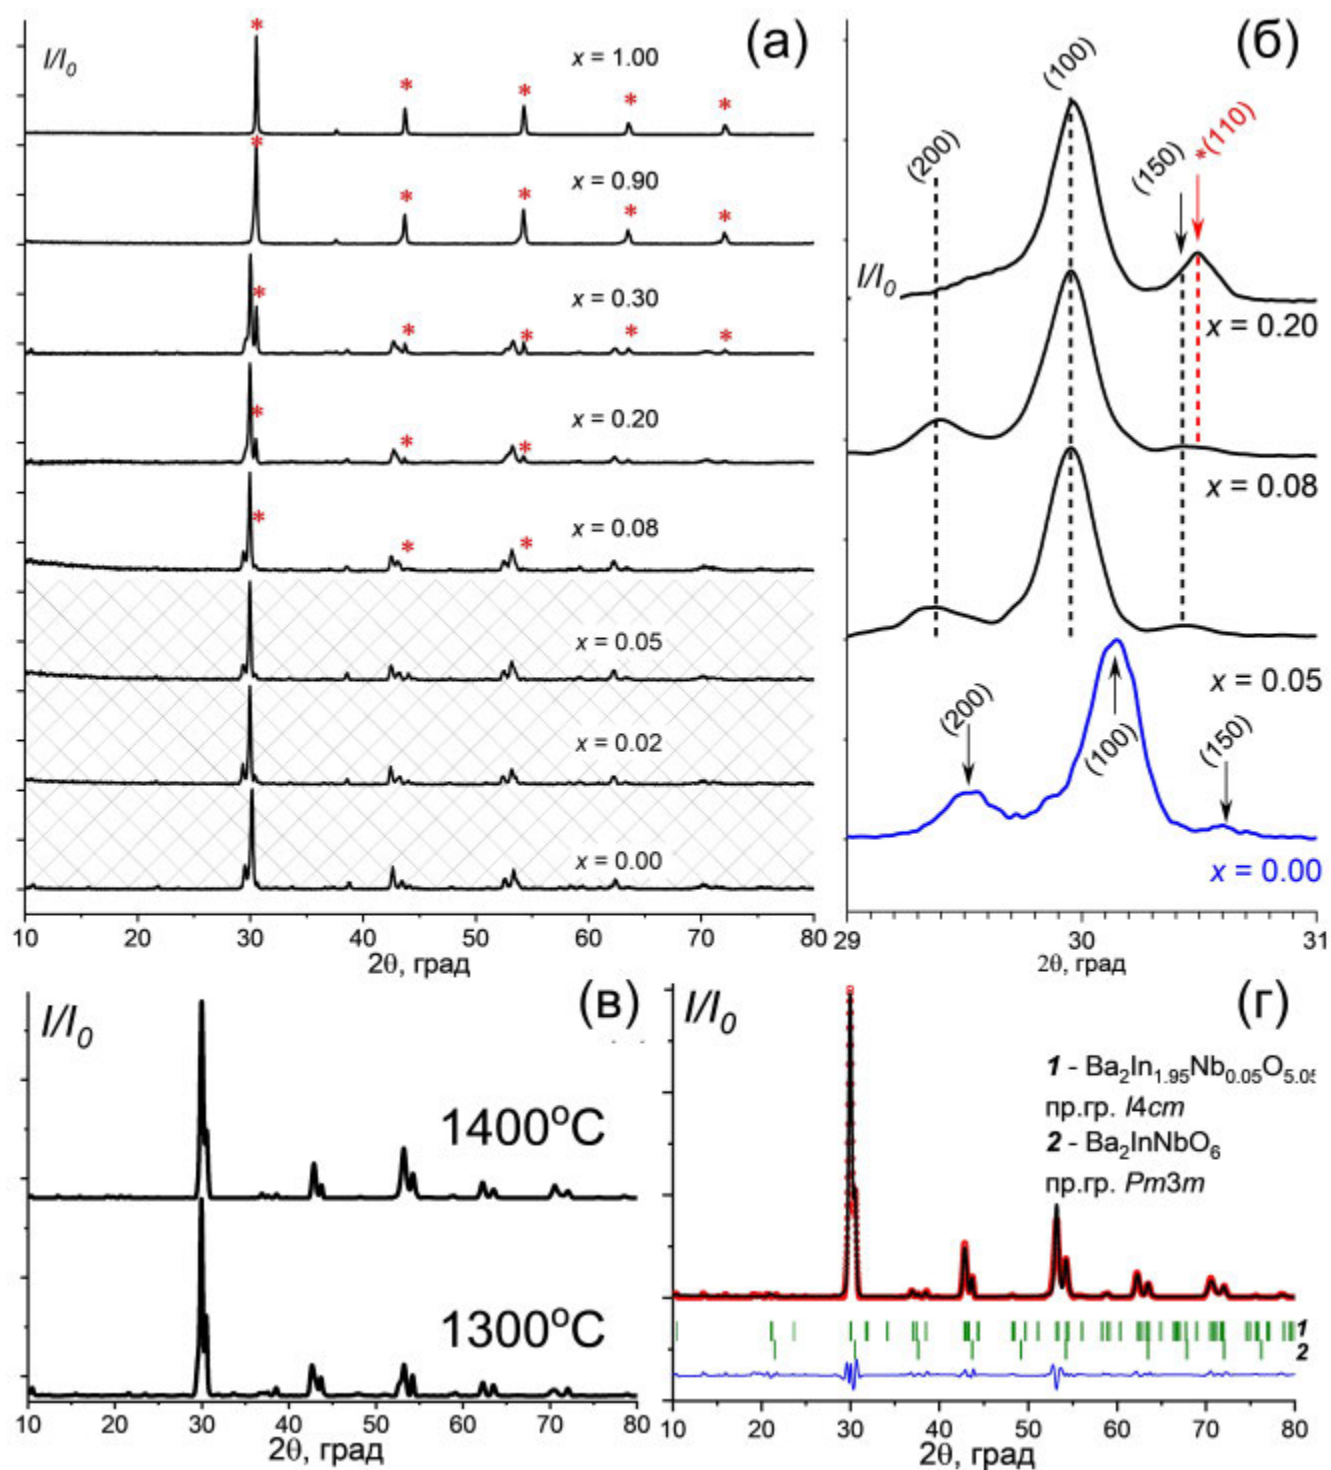 (а)
I/I₀
x = 1.00
*
*
*
*
*
x = 0.90
*
*
*
*
*
x = 0.30
*
*
*
*
*
x = 0.20
*
*
*
x = 0.08
*
*
*
x = 0.05
x = 0.02
x = 0.00
10 20 30 40 50 60 70 80
2θ, град
(б)
I/I₀
(200)
(100)
(150)
*(110)
x = 0.20
x = 0.08
x = 0.05
(200)
(100)
(150)
x = 0.00
29 30 31
2θ, град
(в)
I/I₀
1400°C
1300°C
10 20 30 40 50 60 70 80
2θ, град
(г)
I/I₀
1 - Ba₂In₁.₉₅Nb₀.₀₅O₅.₀₅
пр.гр. I4cm
2 - Ba₂InNbO₆
пр.гр. Pm3m
1
2
10 20 30 40 50 60 70 80
2θ, град